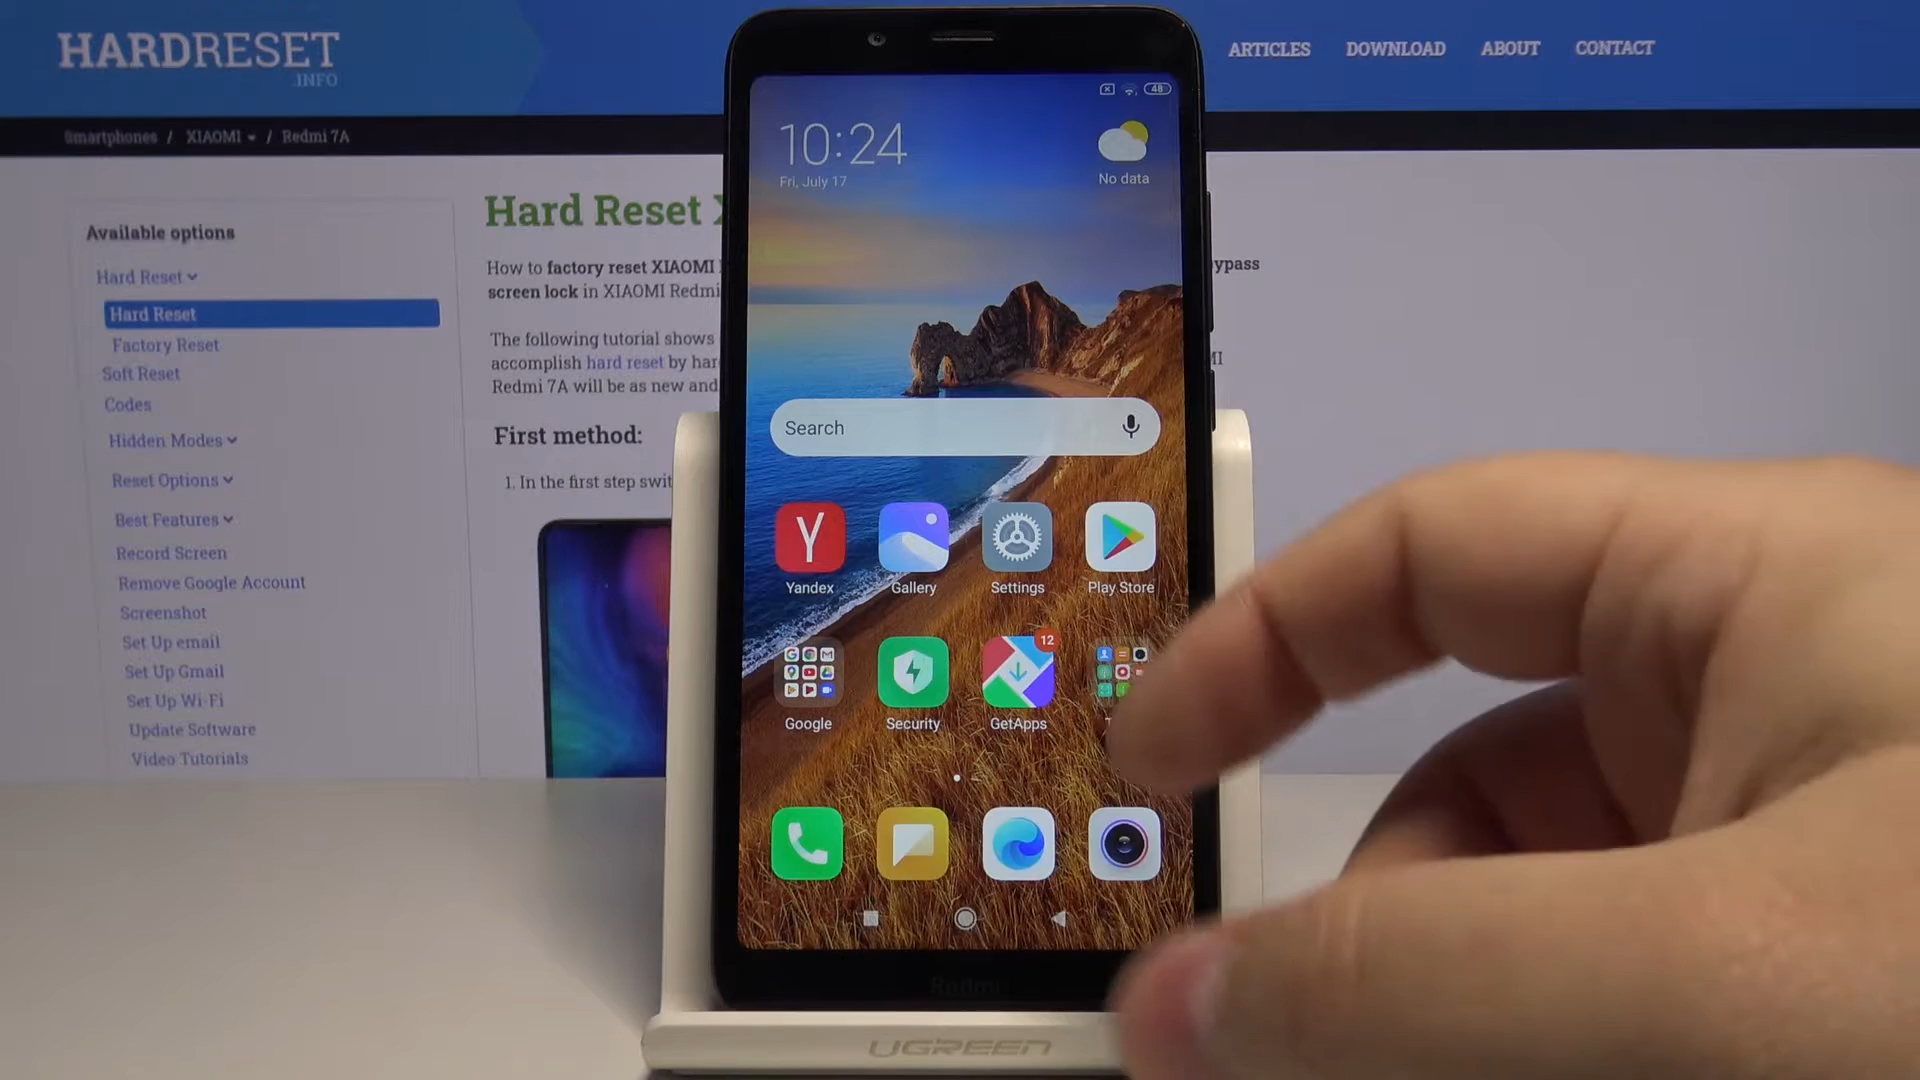 HARDRESET
.INFO
ARTICLES DOWNLOAD ABOUT CONTACT
Smartphones / XIAOMI / Redmi 7A
Available options
Hard Reset
Hard Reset
Factory Reset
Soft Reset
Codes
Hidden Modes
Reset Options
Best Features
Record Screen
Remove Google Account
Screenshot
Set Up email
Set Up Gmail
Set Up Wi-Fi
Update Software
Video Tutorials
Hard Reset
How to factory reset XIAOMI
screen lock in XIAOMI Redmi
The following tutorial shows
accomplish hard reset by
Redmi 7A will be as new and
First method:
1. In the first step
48
10:24
Fri, July 17
No data
Search
Yandex Gallery Settings Play Store
12
Google Security GetApps
Redmi
UGREEN